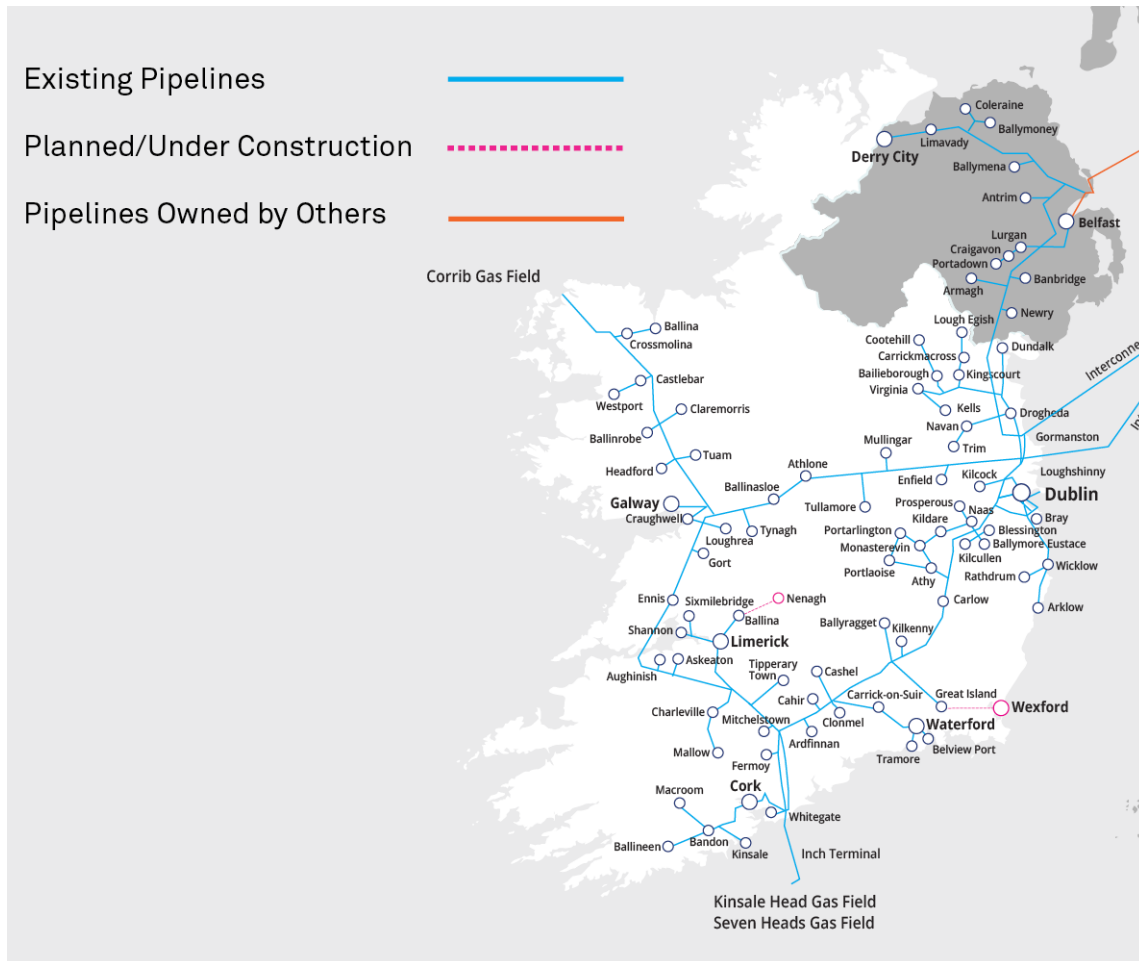 Existing Pipelines
Planned/Under Construction
Pipelines Owned by Others
Coleraine
Ballymoney
Limavady
Derry City
Ballymena
Antrim
Belfast
Lurgan
Craigavon
Portadown
Banbridge
Armagh
Corrib Gas Field
Newry
Lough Egish
Ballina
Crossmolina
Cootehill
Dundalk
Carrickmacross
Bailieborough
Kingscourt
Interconne
Castlebar
Virginia
Westport
Claremorris
Kells
Drogheda
Navan
Ballinrobe
Gormanston
Mullingar
Trim
Tuam
Headford
Athlone
Loughshinny
Enfield
Kilcock
Ballinasloe
Dublin
Galway
Tullamore
Prosperous
Naas
Craughwell
Kildare
Bray
Loughrea
Tynagh
Portarlington
Blessington
Monasterevin
Ballymore Eustace
Kilcullen
Gort
Portlaoise
Athy
Rathdrum
Wicklow
Ennis
Sixmilebridge
Nenagh
Carlow
Arklow
Ballina
Ballyragget
Kilkenny
Shannon
Limerick
Askeaton
Tipperary
Town
Cashel
Aughinish
Carrick-on-Suir
Great Island
Cahir
Wexford
Charleville
Mitchelstown
Clonmel
Waterford
Ardfinnan
Belview Port
Mallow
Tramore
Fermoy
Cork
Macroom
Whitegate
Bandon
Ballineen
Kinsale
Inch Terminal
Kinsale Head Gas Field
Seven Heads Gas Field